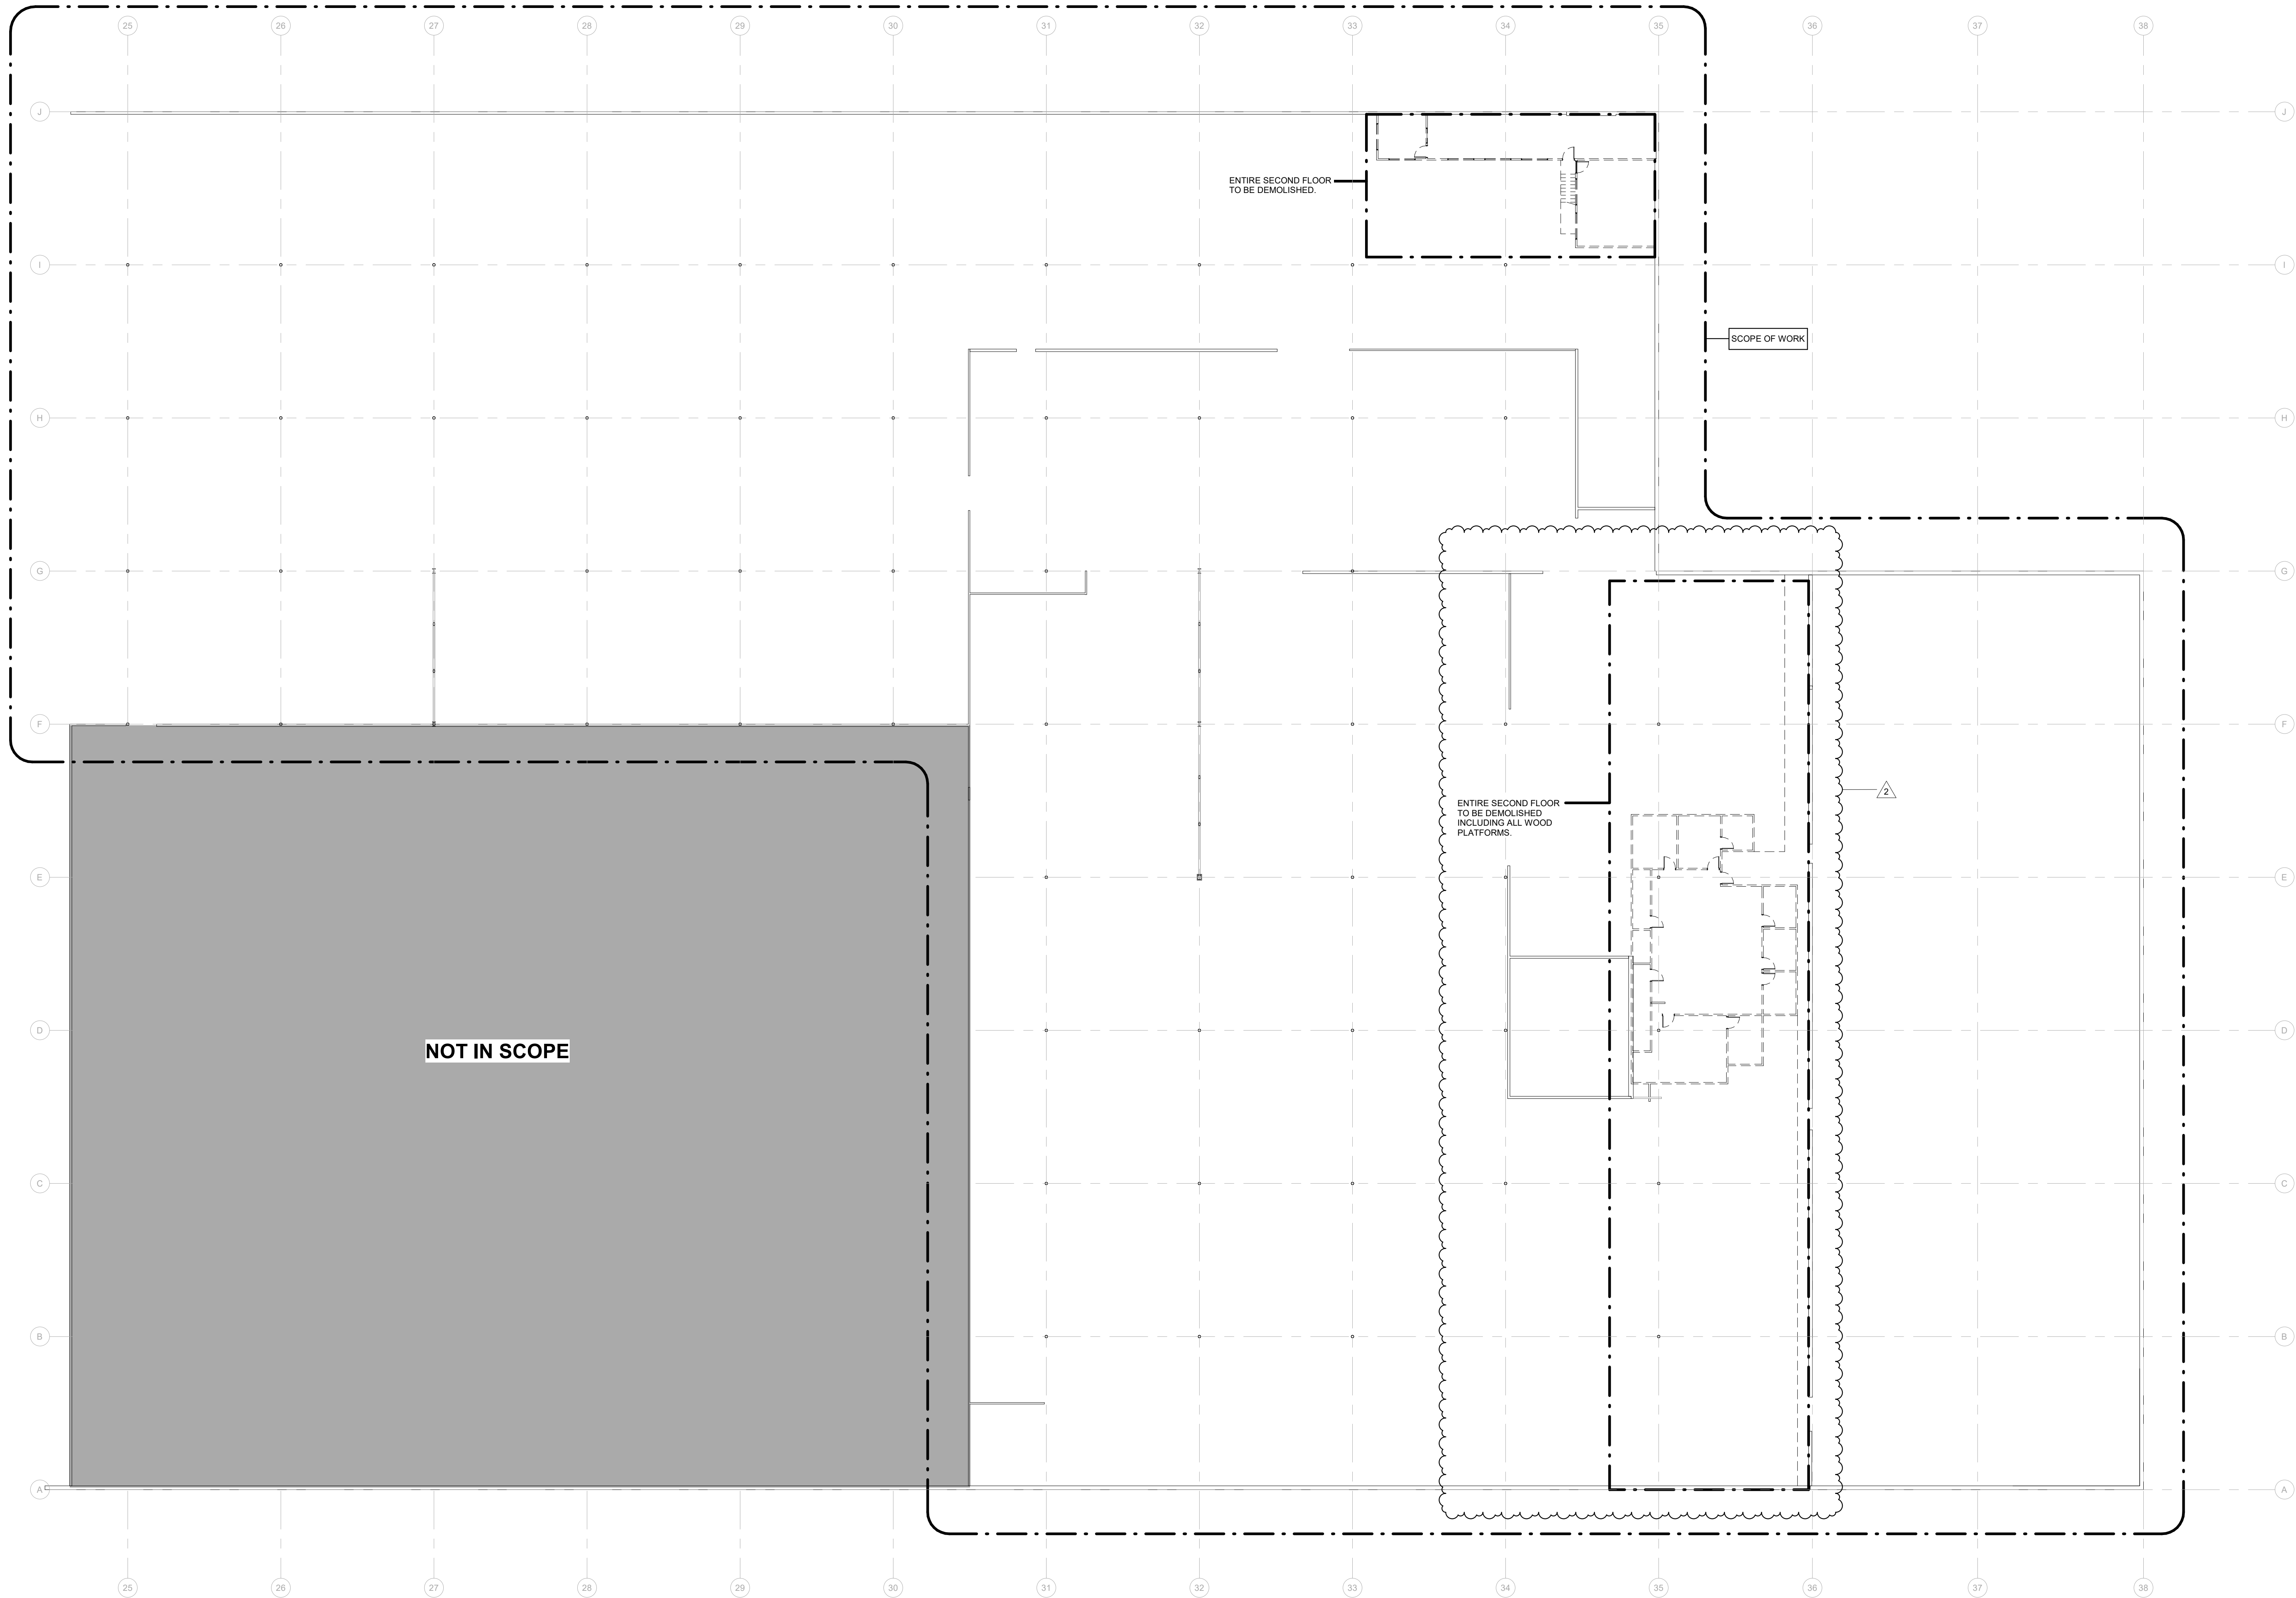 25 26 27 28 29 30 31 32 33 34 35 36 37 38
J J
ENTIRE SECOND FLOOR
TO BE DEMOLISHED.
I I
SCOPE OF WORK
H H
G G
F F
2
ENTIRE SECOND FLOOR
TO BE DEMOLISHED
INCLUDING ALL WOOD
PLATFORMS.
E E
D D
NOT IN SCOPE
C C
B B
A A
25 26 27 28 29 30 31 32 33 34 35 36 37 38